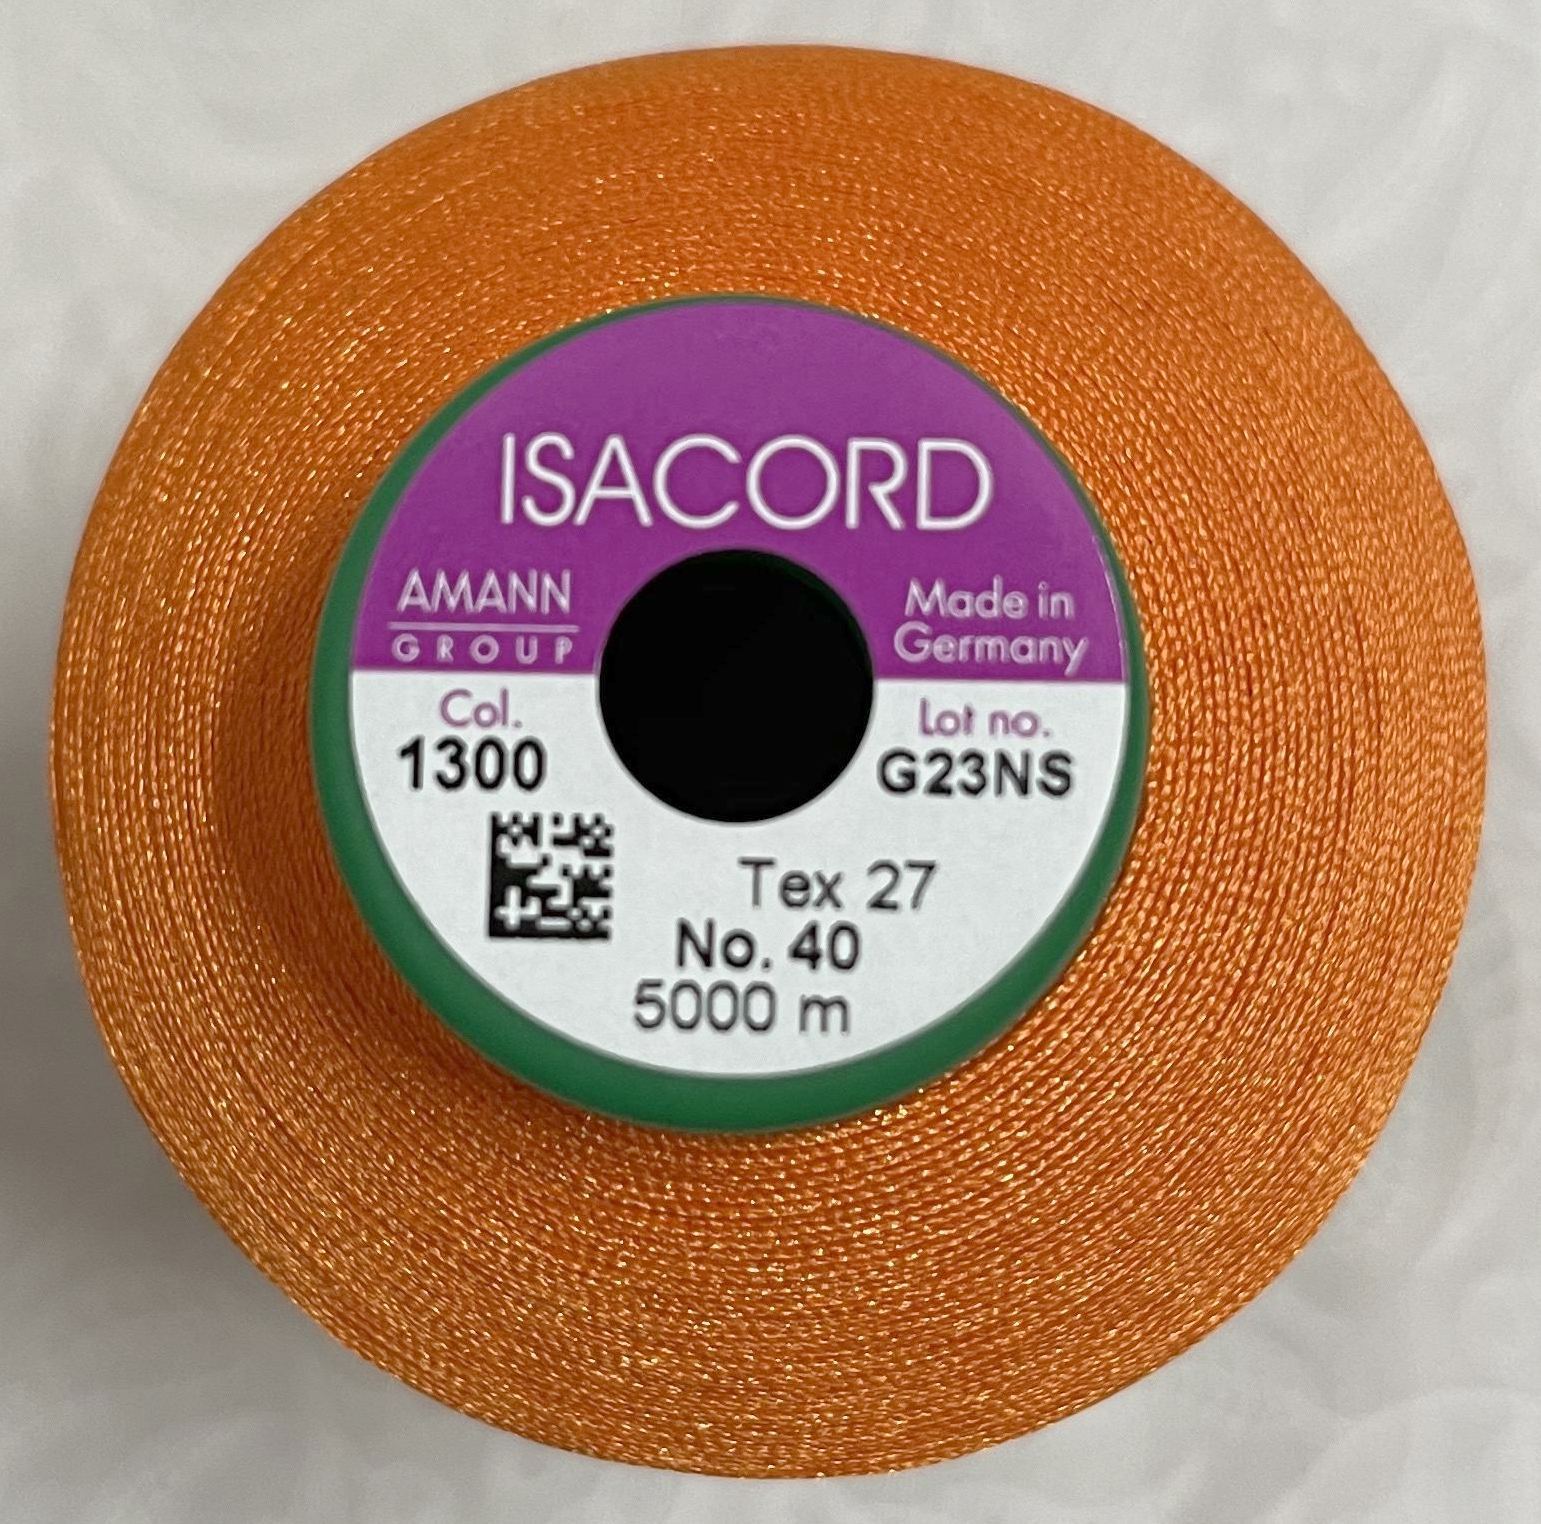 ISACORD
AMANN
GROUP
Made in
Germany
Col.
1300
Lot no.
G23NS
Tex 27
No. 40
5000 m